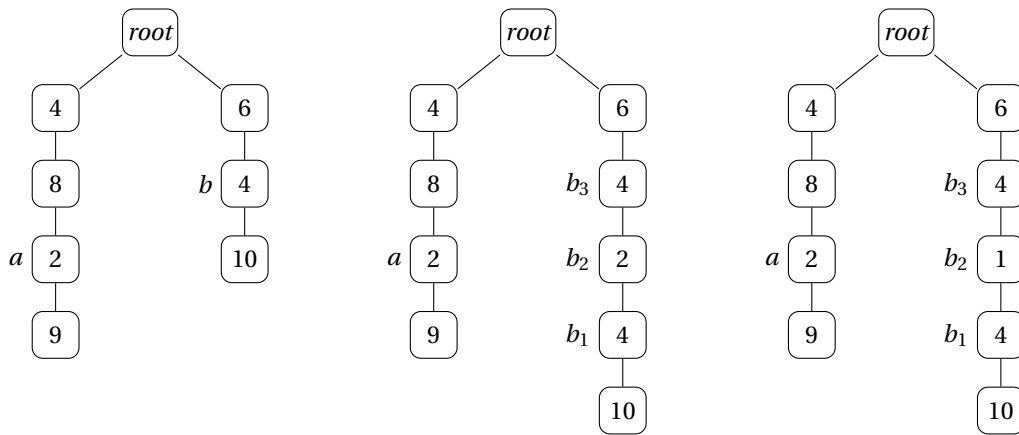 root root root
4 6 4 6 4 6
8 b 4 8 b₃ 4 8 b₃ 4
a 2 10 a 2 b₂ 2 a 2 b₂ 1
9 9 b₁ 4 9 b₁ 4
10 10